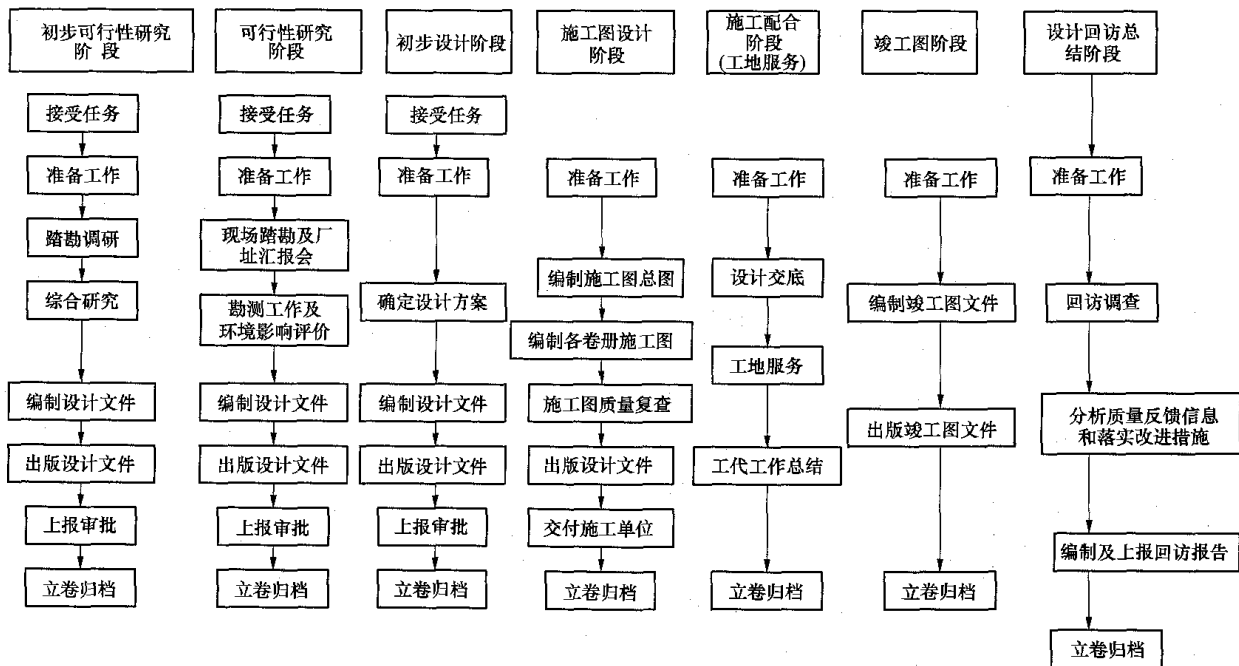 初步可行性研究
阶 段
接受任务
准备工作
踏勘调研
综合研究
编制设计文件
出版设计文件
上报审批
立卷归档
可行性研究
阶段
接受任务
准备工作
现场踏勘及厂
址汇报会
勘测工作及
环境影响评价
编制设计文件
出版设计文件
上报审批
立卷归档
初步设计阶段
接受任务
准备工作
确定设计方案
编制设计文件
出版设计文件
上报审批
立卷归档
施工图设计
阶段
准备工作
编制施工图总图
编制各卷册施工图
施工图质量复查
出版设计文件
交付施工单位
立卷归档
施工配合
阶段
(工地服务)
准备工作
设计交底
工地服务
工代工作总结
立卷归档
竣工图阶段
准备工作
编制竣工图文件
出版竣工图文件
立卷归档
设计回访总
结阶段
准备工作
回访调查
分析质量反馈信息
和落实改进措施
编制及上报回访报告
立卷归档